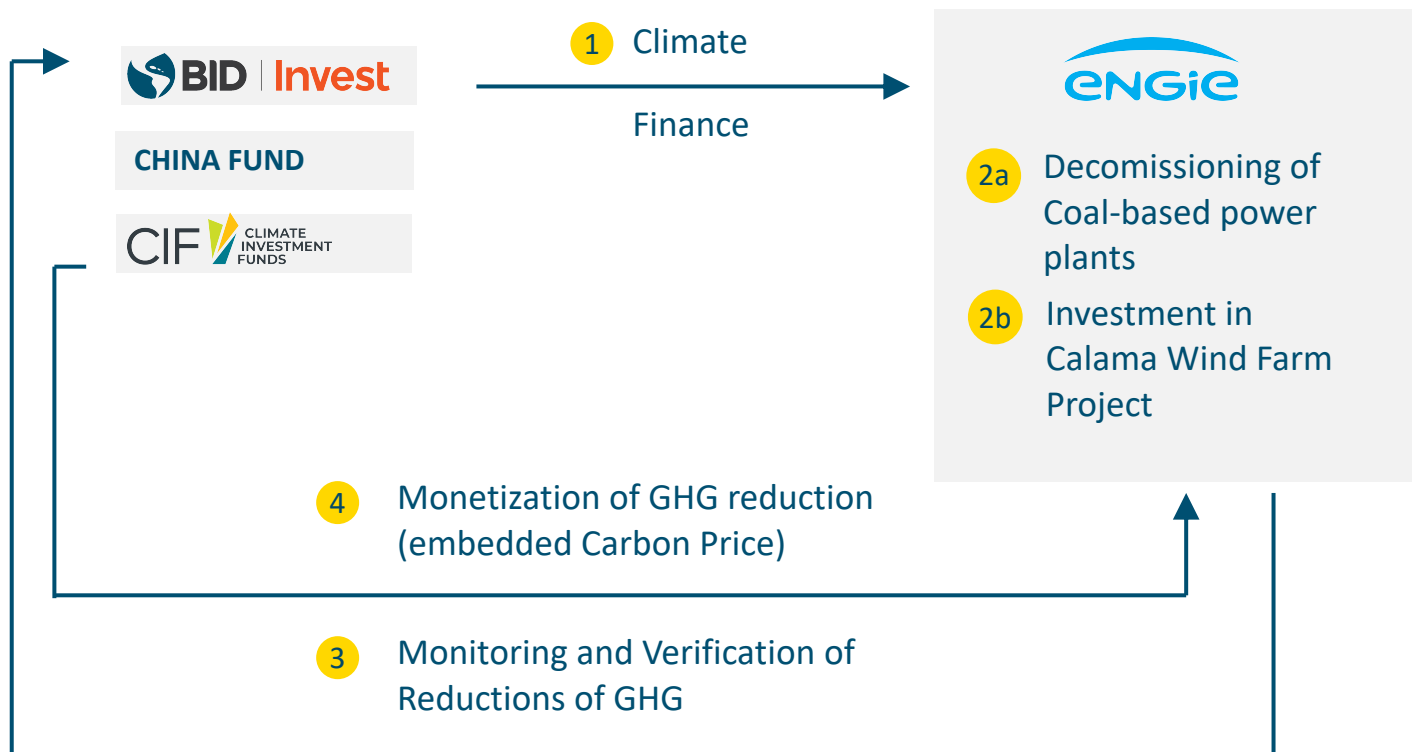 BID | Invest
CHINA FUND
CIF CLIMATE
INVESTMENT
FUNDS
1 Climate
Finance
ENGIE
2a Decomissioning of
Coal-based power
plants
2b Investment in
Calama Wind Farm
Project
4 Monetization of GHG reduction
(embedded Carbon Price)
3 Monitoring and Verification of
Reductions of GHG